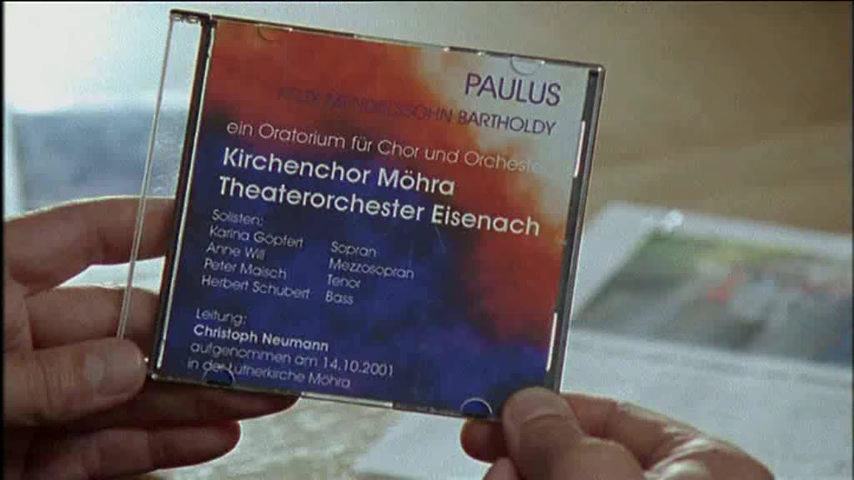 PAULUS
FELIX MENDELSSOHN BARTHOLDY
ein Oratorium für Chor und Orchester
Kirchenchor Möhra
Theaterorchester Eisenach
Solisten:
Karina Göpfert Sopran
Anne Will Mezzosopran
Peter Maisch Tenor
Herbert Schubert Bass
Leitung:
Christoph Neumann
aufgenommen am 14.10.2001
in der Lutherkirche Möhra